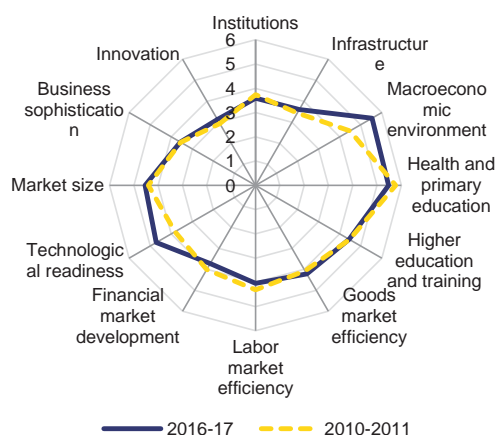 Institutions
Infrastructur
e
Macroecono
mic
environment
Health and
primary
education
Higher
education
and training
Goods
market
efficiency
Labor
market
efficiency
Financial
market
development
Technologic
al readiness
Market size
Business
sophisticatio
n
Innovation
6
5
4
3
2
1
0
2016-17
2010-2011